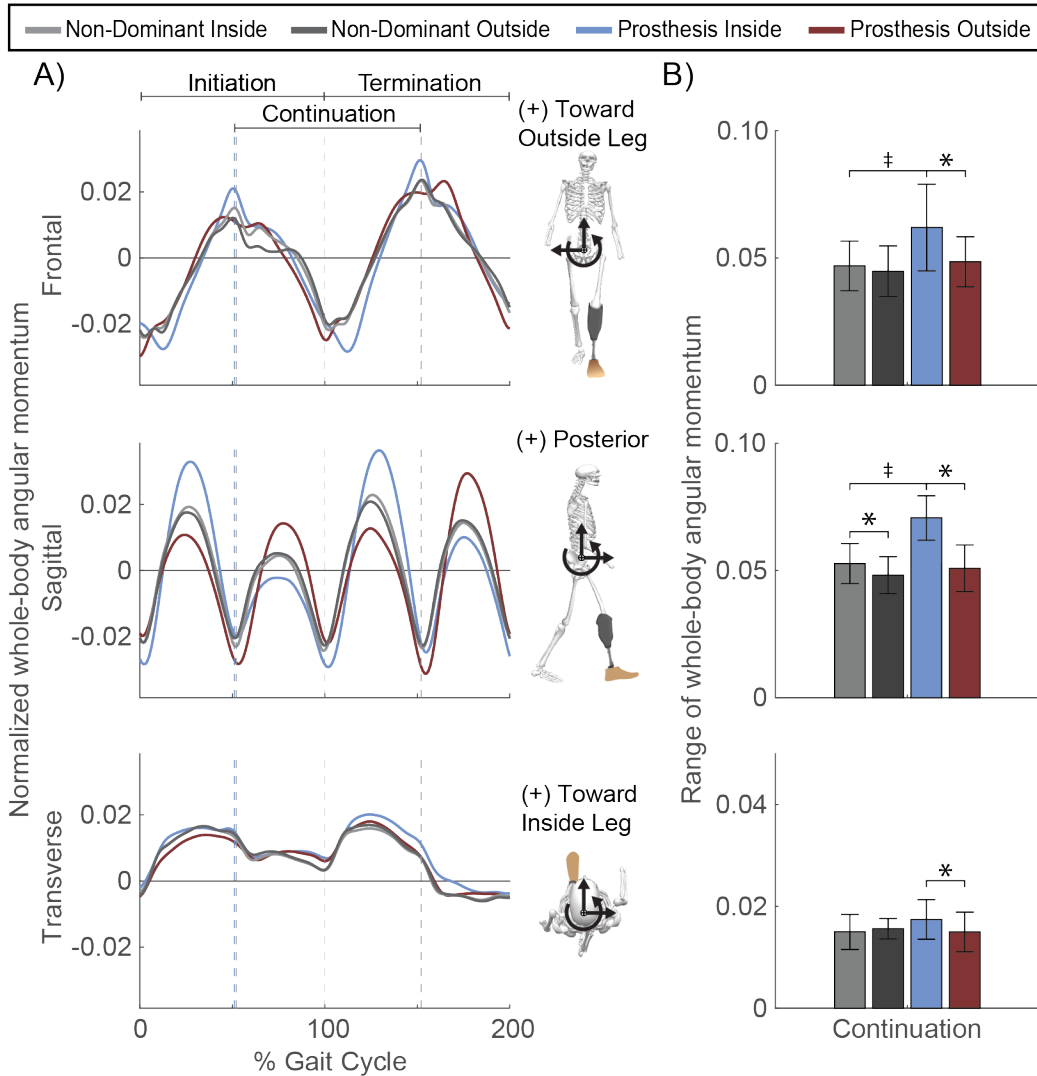 Non-Dominant Inside
Non-Dominant Outside
Prosthesis Inside
Prosthesis Outside
A)
B)
Initiation
Termination
Continuation
(+) Toward
Outside Leg
Normalized whole-body angular momentum
Frontal
0.02
0
-0.02
Range of whole-body angular momentum
0.10
0.05
0
‡
*
(+) Posterior
Sagittal
0.02
0
-0.02
0.10
0.05
0
‡
*
*
(+) Toward
Inside Leg
Transverse
0.02
0
-0.02
0.04
0.02
0
*
0
100
200
% Gait Cycle
Continuation